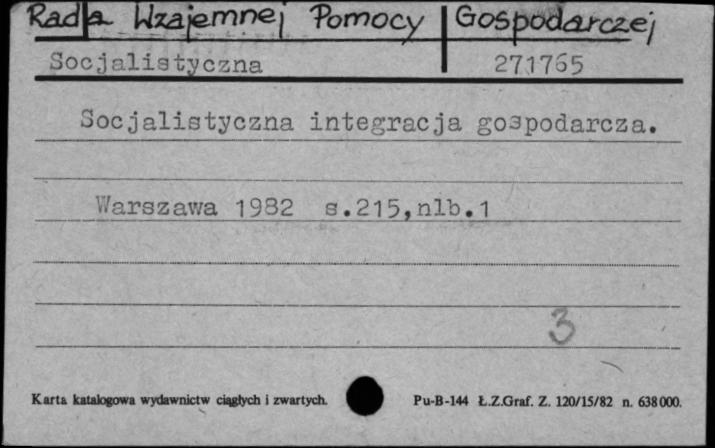 Rada Wzajemnej Pomocy Gospodarczej
Socjalistyczna 271765
Socjalistyczna integracja gospodarcza.
Warszawa 1982 s.215,nlb.1
3
Karta katalogowa wydawnictw ciągłych i zwartych. Pu-B-144 Ł.Z.Graf. Z. 120/15/82 n. 638000.